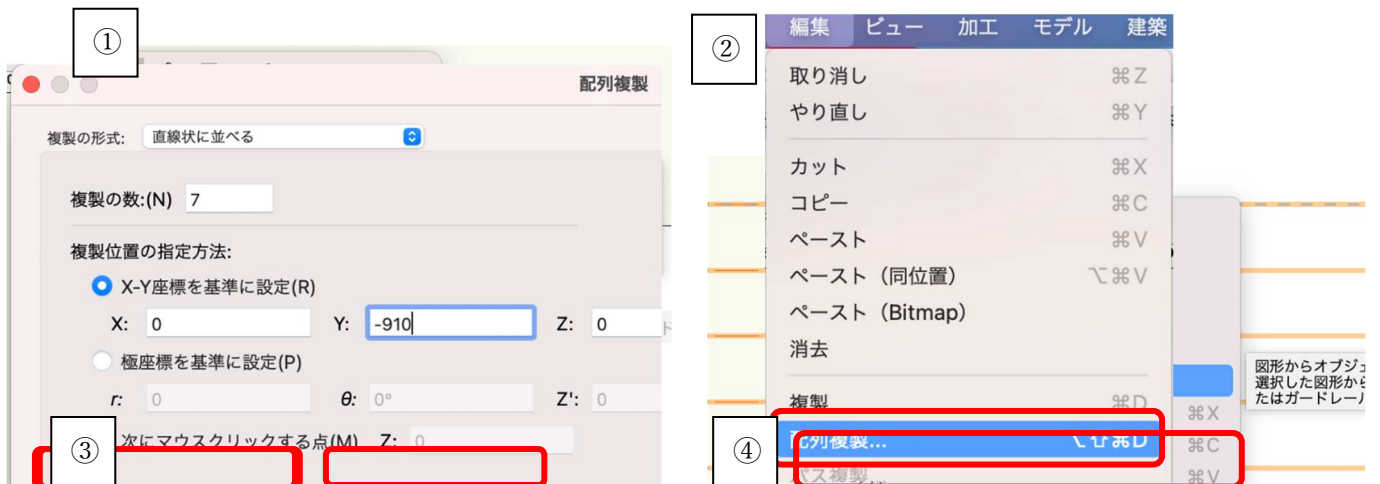 ①
配列複製
複製の形式: 直線状に並べる
複製の数:(N) 7
複製位置の指定方法:
X-Y座標を基準に設定(R)
X: 0 Y: -910 Z: 0
極座標を基準に設定(P)
r: 0 θ: 0° Z': 0
次にマウスクリックする点(M) Z: 0
③
②
編集 ビュー 加工 モデル 建築
取り消し ⌘Z
やり直し ⌘Y
カット ⌘X
コピー ⌘C
ペースト ⌘V
ペースト（同位置） ⌥⌘V
ペースト（Bitmap）
消去
複製 ⌘D
配列複製... ⌥⇧⌘D
パス複製
④
⌘X
⌘C
⌘V
図形からオブジェ
選択した図形から
たはガードレール